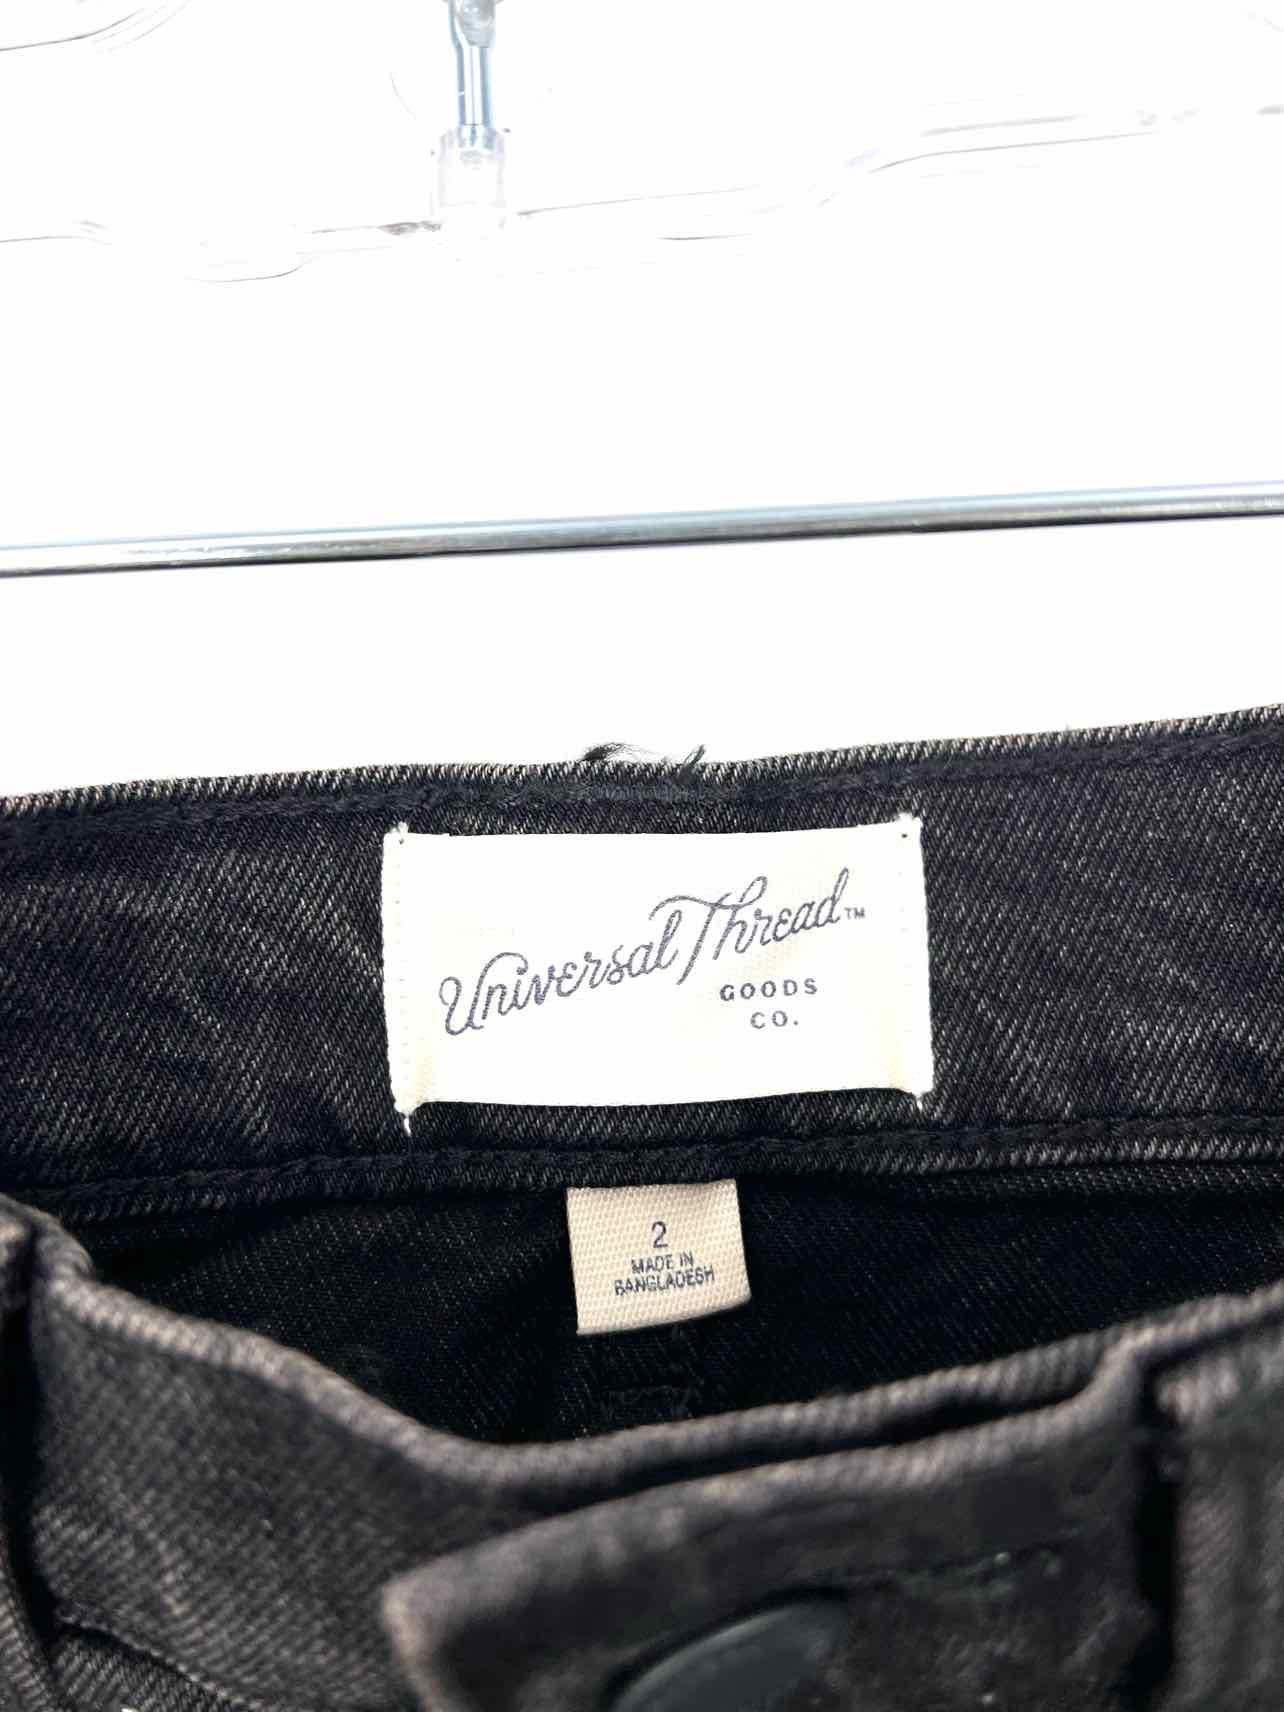 Universal Thread™
GOODS
CO.
2
MADE IN
BANGLADESH